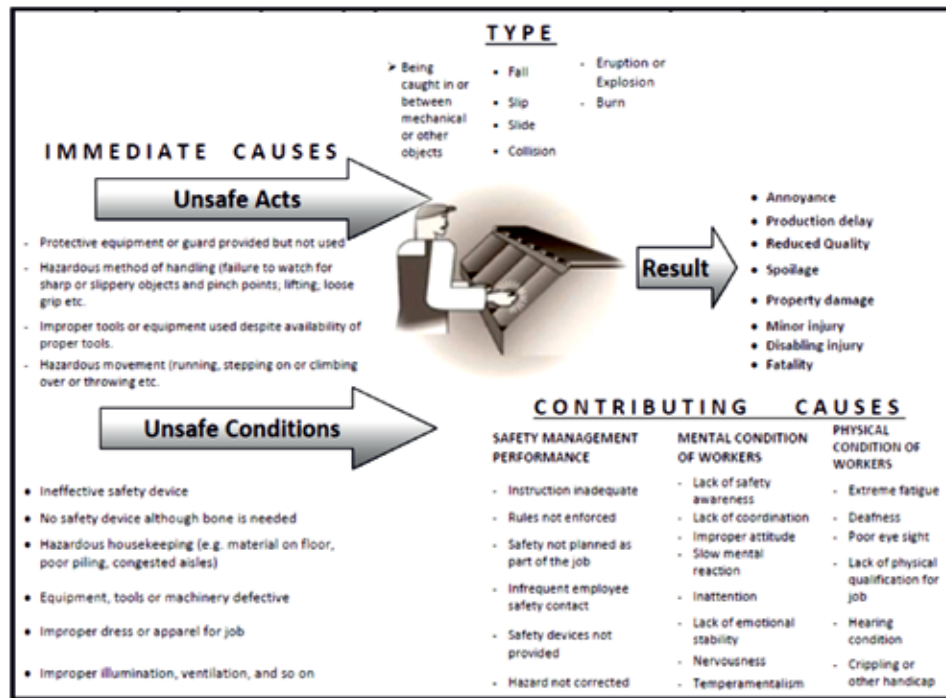 TYPE
➤ Being
caught in or
between
mechanical
or other
objects
• Fall
• Slip
• Slide
• Collision
- Eruption or
Explosion
- Burn
IMMEDIATE CAUSES
Unsafe Acts
- Protective equipment or guard provided but not used
- Hazardous method of handling (failure to watch for
sharp or slippery objects and pinch points; lifting; loose
grip etc.
- Improper tools or equipment used despite availability of
proper tools.
- Hazardous movement (running, stepping on or climbing
over or throwing etc.
Result
• Annoyance
• Production delay
• Reduced Quality
• Spoilage
• Property damage
• Minor injury
• Disabling injury
• Fatality
Unsafe Conditions
• Ineffective safety device
• No safety device although bone is needed
• Hazardous housekeeping (e.g. material on floor,
poor piling, congested aisles)
• Equipment, tools or machinery defective
• Improper dress or apparel for job
• Improper illumination, ventilation, and so on
CONTRIBUTING CAUSES
SAFETY MANAGEMENT
PERFORMANCE
- Instruction inadequate
- Rules not enforced
- Safety not planned as
part of the job
- Infrequent employee
safety contact
- Safety devices not
provided
- Hazard not corrected
MENTAL CONDITION
OF WORKERS
- Lack of safety
awareness
- Lack of coordination
- Improper attitude
- Slow mental
reaction
- Inattention
- Lack of emotional
stability
- Nervousness
- Temperamentalism
PHYSICAL
CONDITION OF
WORKERS
- Extreme fatigue
- Deafness
- Poor eye sight
- Lack of physical
qualification for
job
- Hearing
condition
- Crippling or
other handicap